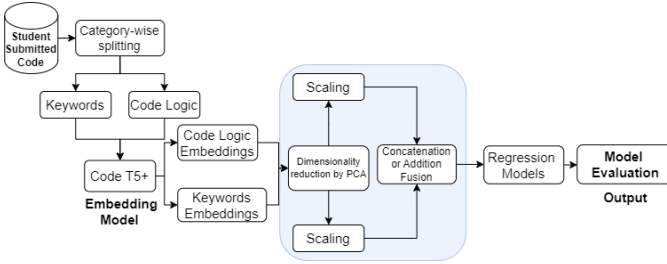 Student
Submitted
Code
Category-wise
splitting
Keywords
Code Logic
Code T5+
Embedding
Model
Code Logic
Embeddings
Keywords
Embeddings
Scaling
Dimensionality
reduction by PCA
Scaling
Concatenation
or Addition
Fusion
Regression
Models
Model
Evaluation
Output